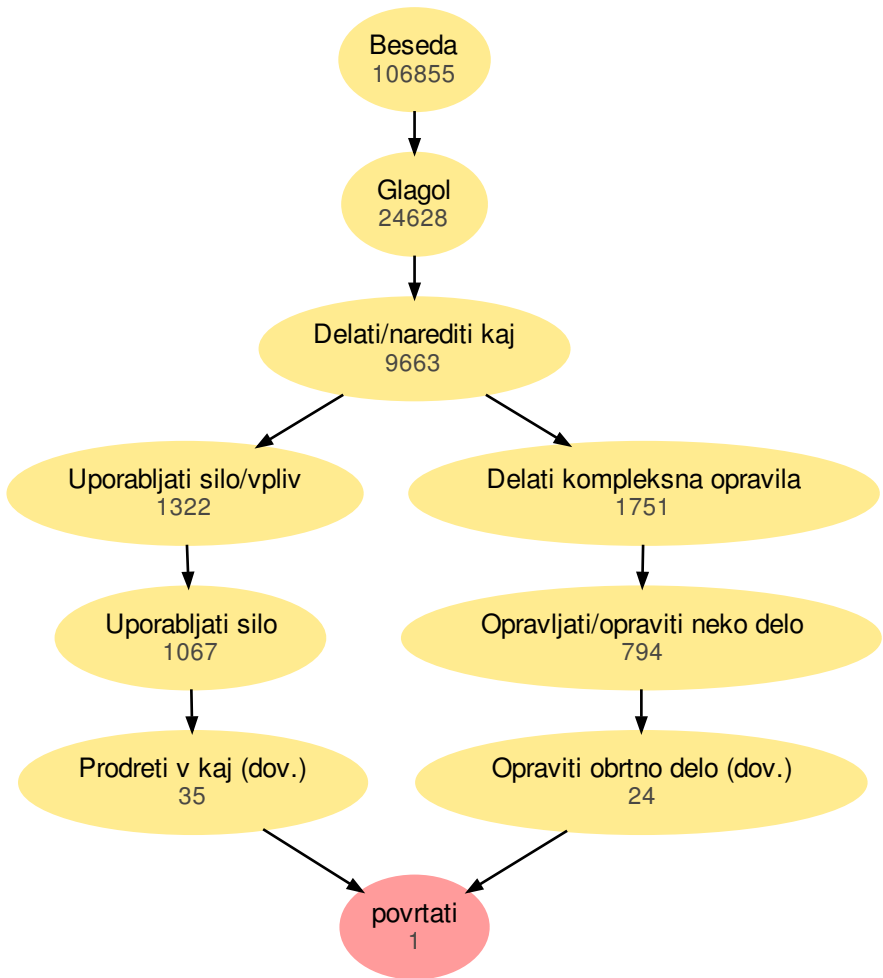 Beseda
106855
Glagol
24628
Delati/narediti kaj
9663
Uporabljati silo/vpliv
1322
Delati kompleksna opravila
1751
Uporabljati silo
1067
Opravljati/opraviti neko delo
794
Prodreti v kaj (dov.)
35
Opraviti obrtno delo (dov.)
24
povrtati
1